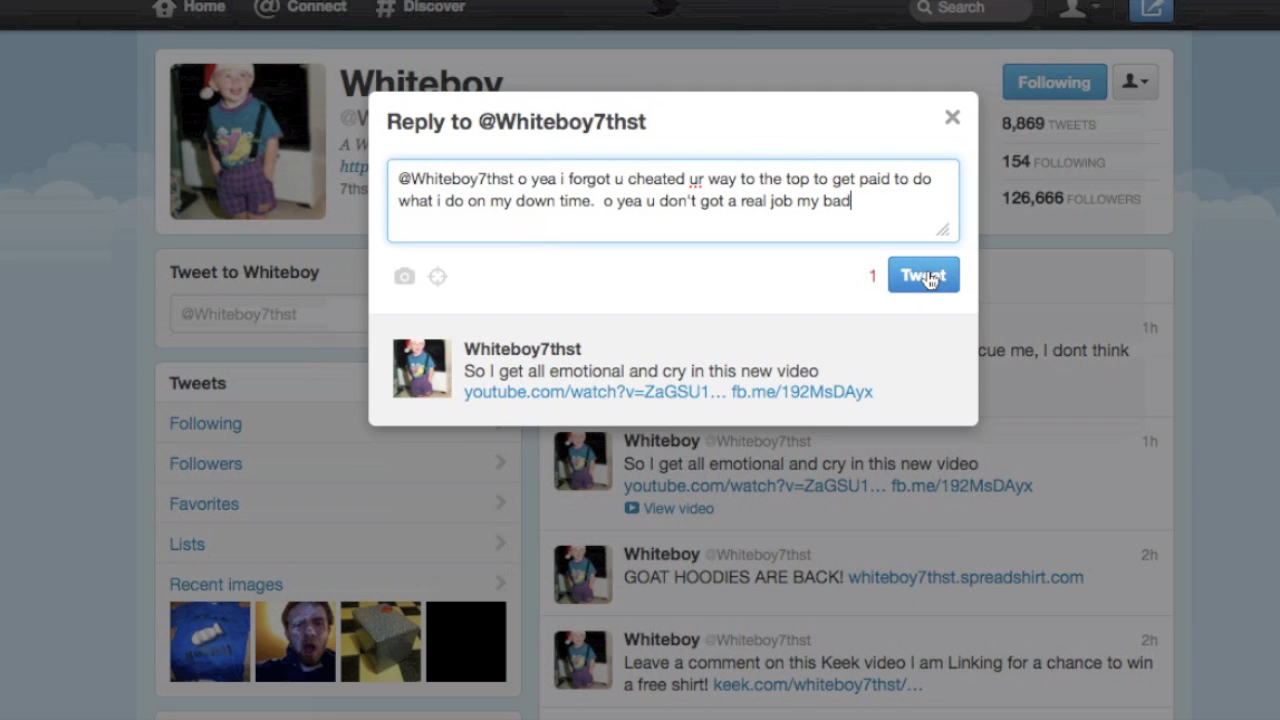 Home
Connect
Discover
Search
Whiteboy
Following
8,869 TWEETS
154 FOLLOWING
126,666 FOLLOWERS
Reply to @Whiteboy7thst
@Whiteboy7thst o yea i forgot u cheated ur way to the top to get paid to do
what i do on my down time.  o yea u don't got a real job my bad
1
Tweet
Whiteboy7thst
So I get all emotional and cry in this new video
youtube.com/watch?v=ZaGSU1... fb.me/192MsDAyx
Tweet to Whiteboy
@Whiteboy7thst
Tweets
Following
Followers
Favorites
Lists
Recent images
1h
cue me, I dont think
Whiteboy @Whiteboy7thst 1h
So I get all emotional and cry in this new video
youtube.com/watch?v=ZaGSU1... fb.me/192MsDAyx
View video
Whiteboy @Whiteboy7thst 2h
GOAT HOODIES ARE BACK! whiteboy7thst.spreadshirt.com
Whiteboy @Whiteboy7thst 2h
Leave a comment on this Keek video I am Linking for a chance to win
a free shirt! keek.com/whiteboy7thst/...